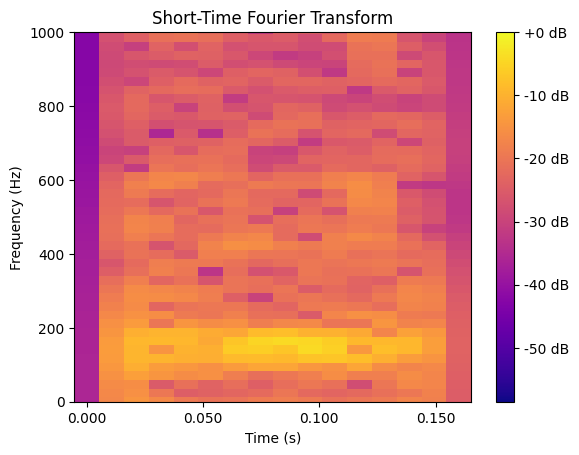 Short-Time Fourier Transform
1000
800
600
400
200
0
Frequency (Hz)
0.000
0.050
0.100
0.150
Time (s)
+0 dB
-10 dB
-20 dB
-30 dB
-40 dB
-50 dB